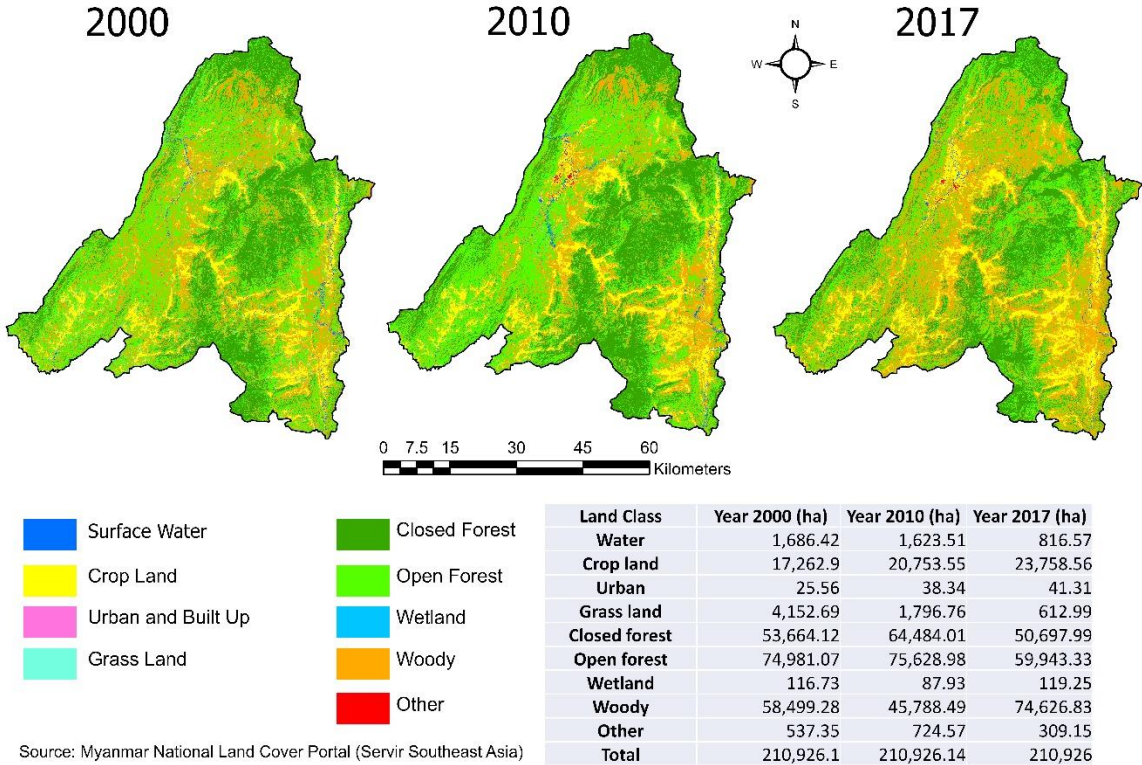 2000 2010 2017
N
W E
S
0 7.5 15 30 45 60
Kilometers
Surface Water
Crop Land
Urban and Built Up
Grass Land
Closed Forest
Open Forest
Wetland
Woody
Other
Land Class Year 2000 (ha) Year 2010 (ha) Year 2017 (ha)
Water 1,686.42 1,623.51 816.57
Crop land 17,262.9 20,753.55 23,758.56
Urban 25.56 38.34 41.31
Grass land 4,152.69 1,796.76 612.99
Closed forest 53,664.12 64,484.01 50,697.99
Open forest 74,981.07 75,628.98 59,943.33
Wetland 116.73 87.93 119.25
Woody 58,499.28 45,788.49 74,626.83
Other 537.35 724.57 309.15
Total 210,926.1 210,926.14 210,926
Source: Myanmar National Land Cover Portal (Servir Southeast Asia)